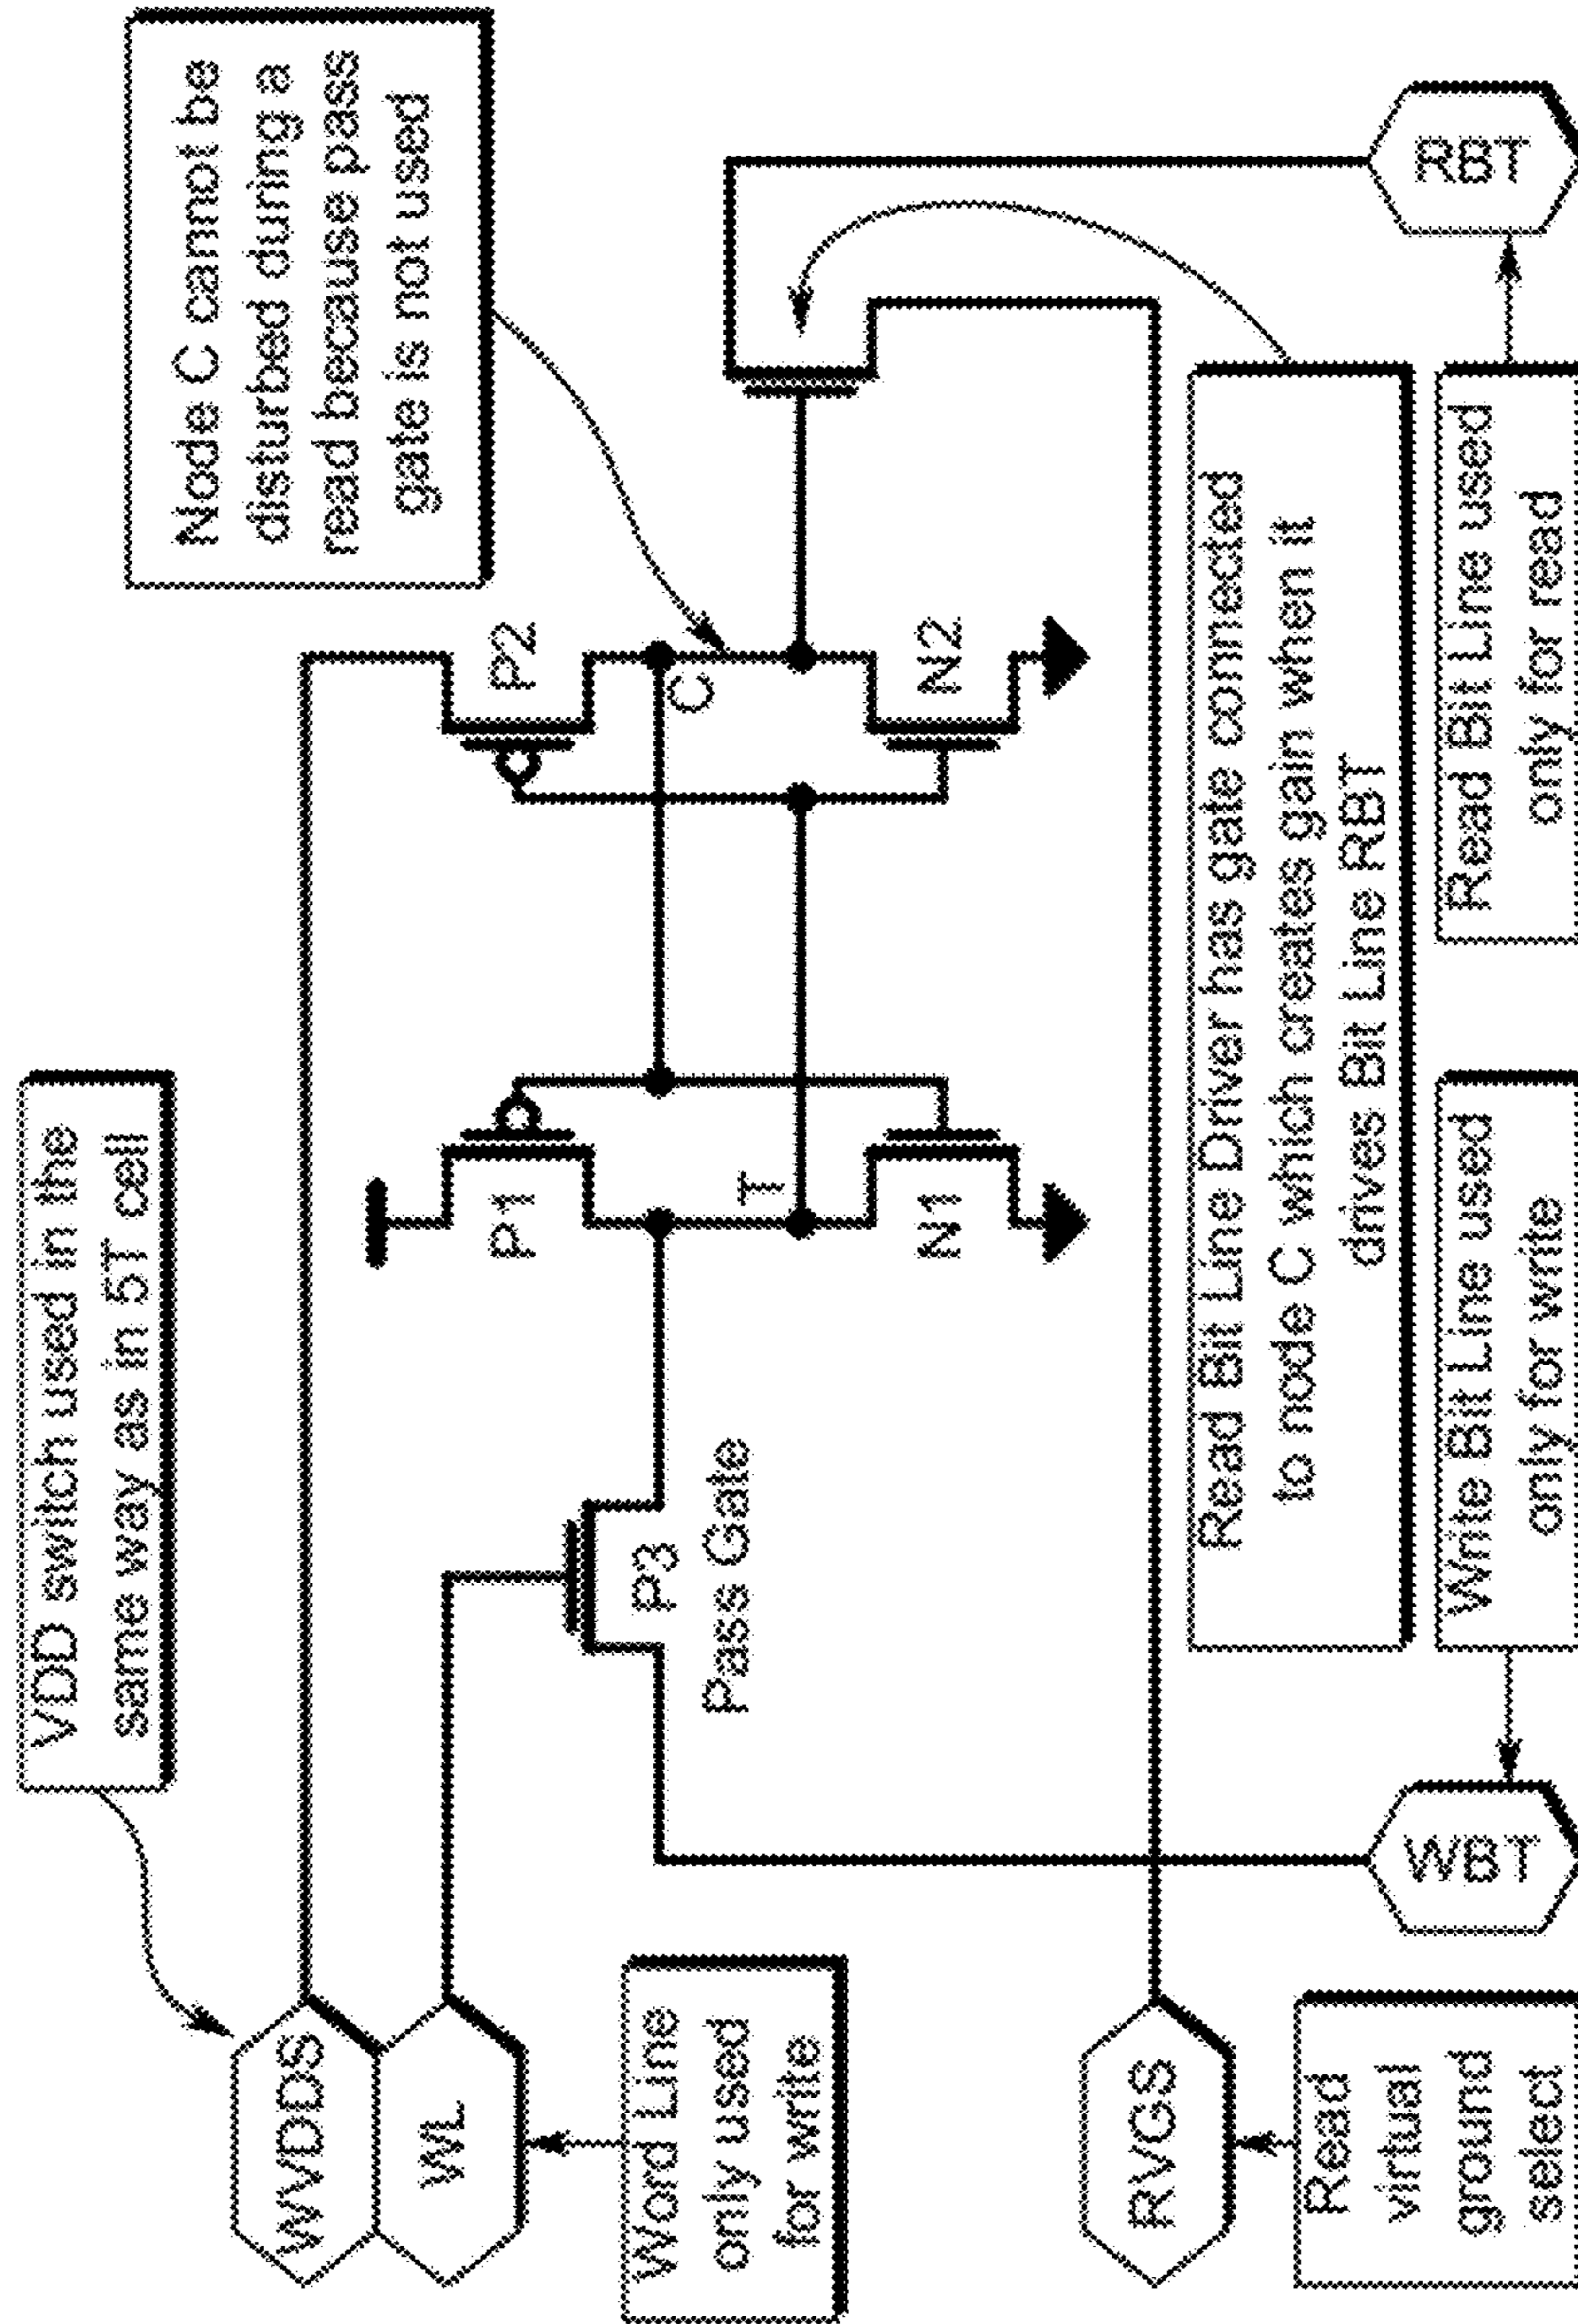 VDD switch used in the
same way as in 5T cell
Node C cannot be
disturbed during a
read because pass
gate is not used
WVDDS
WL
Word Line
only used
for write
P1
P2
C
T
P3
Pass Gate
N1
N2
RVGS
Read
virtual
ground
select
Read Bit Line Driver has gate connected
to node C which creates gain when it
drives Bit Line RBT
WBT
Write Bit Line used
only for write
Read Bit Line used
only for read
RBT